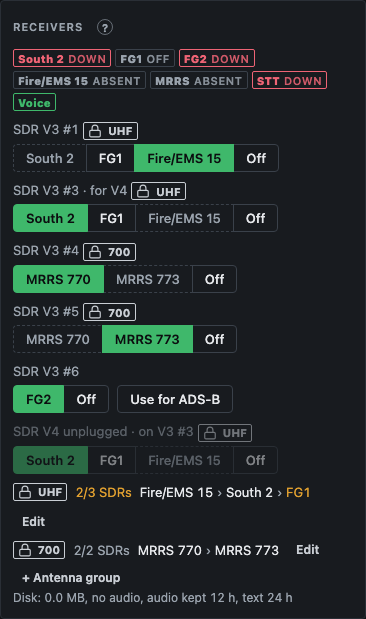 RECEIVERS ?
South 2 DOWN FG1 OFF FG2 DOWN
Fire/EMS 15 ABSENT MRRS ABSENT STT DOWN
Voice
SDR V3 #1 UHF
South 2 FG1 Fire/EMS 15 Off
SDR V3 #3 · for V4 UHF
South 2 FG1 Fire/EMS 15 Off
SDR V3 #4 700
MRRS 770 MRRS 773 Off
SDR V3 #5 700
MRRS 770 MRRS 773 Off
SDR V3 #6
FG2 Off Use for ADS-B
SDR V4 unplugged · on V3 #3 UHF
South 2 FG1 Fire/EMS 15 Off
UHF 2/3 SDRs Fire/EMS 15 › South 2 › FG1
Edit
700 2/2 SDRs MRRS 770 › MRRS 773 Edit
+ Antenna group
Disk: 0.0 MB, no audio, audio kept 12 h, text 24 h